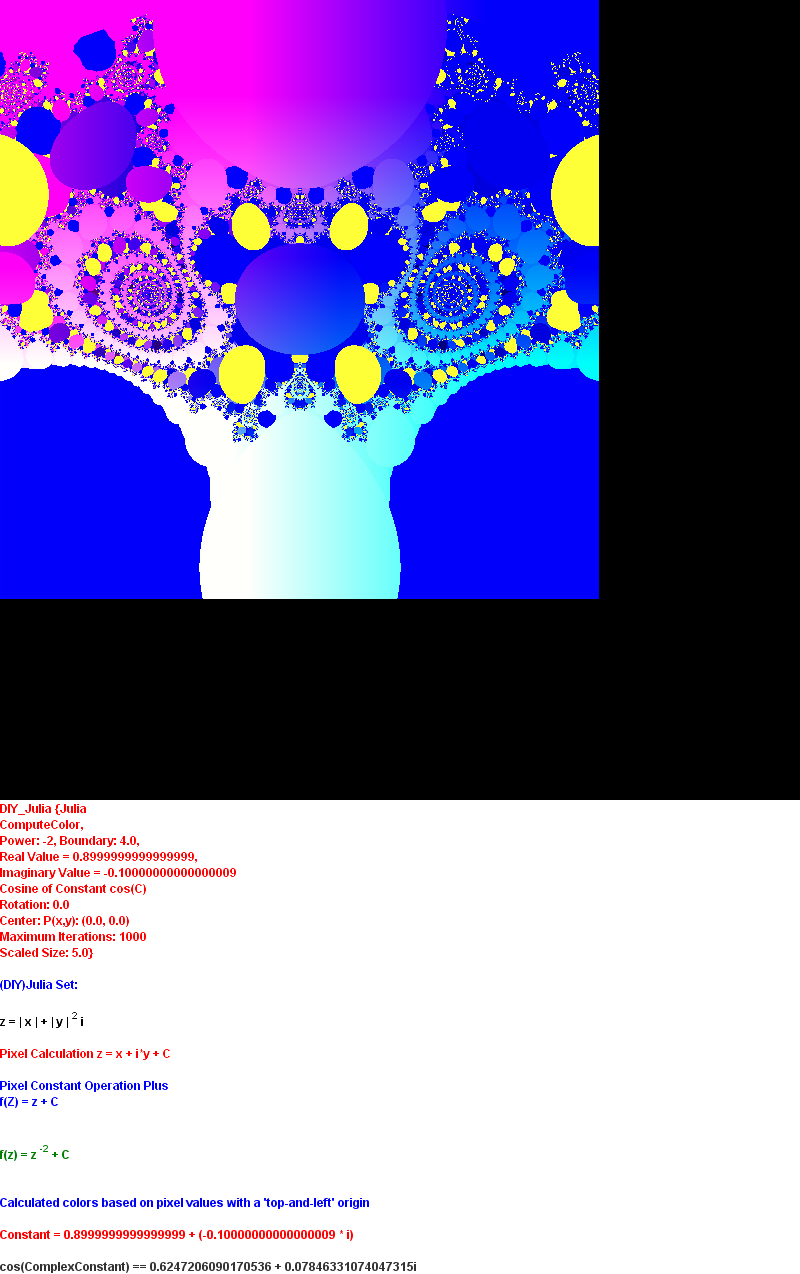 DIY_Julia {Julia
ComputeColor,
Power: -2, Boundary: 4.0,
Real Value = 0.8999999999999999,
Imaginary Value = -0.10000000000000009
Cosine of Constant cos(C)
Rotation: 0.0
Center: P(x,y): (0.0, 0.0)
Maximum Iterations: 1000
Scaled Size: 5.0}
(DIY)Julia Set:
z = | x | + | y | 2 i
Pixel Calculation z = x + i*y + C
Pixel Constant Operation Plus
f(Z) = z + C
f(z) = z -2 + C
Calculated colors based on pixel values with a 'top-and-left' origin
Constant = 0.8999999999999999 + (-0.10000000000000009 * i)
cos(ComplexConstant) == 0.6247206090170536 + 0.07846331074047315i